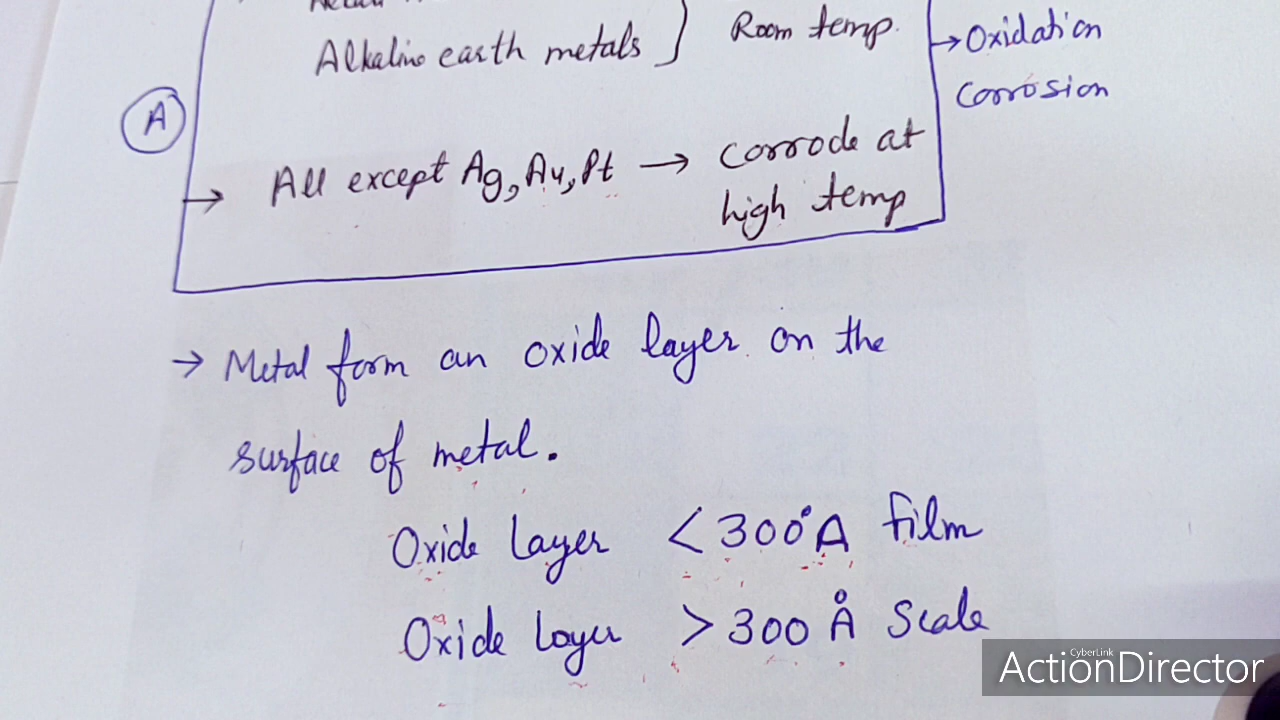 Alkaline earth metals } Room temp. → Oxidation
corrosion
A
→ All except Ag, Au, Pt → corrode at
high temp
→ Metal form an oxide layer on the
surface of metal.
Oxide Layer < 300°A film
Oxide Layer > 300 Å Scale
CyberLink
ActionDirector